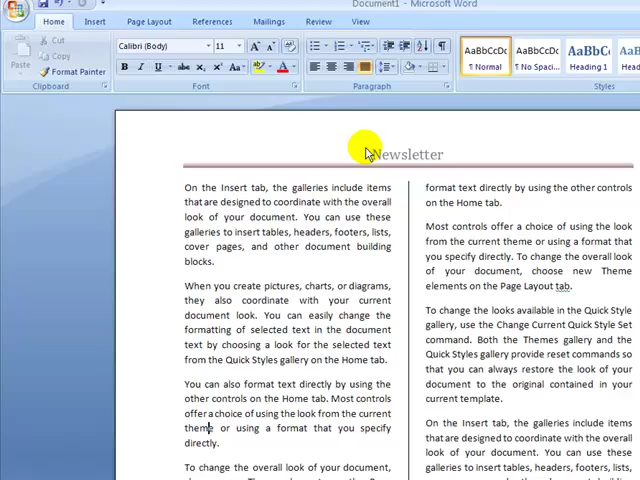 Document1 - Microsoft Word
Home Insert Page Layout References Mailings Review View
Cut
Copy
Paste
Format Painter
Calibri (Body) 11
AaBbCcDc AaBbCcDc AaBbC AaBb
¶ Normal ¶ No Spaci... Heading 1 Headi
Clipboard Font Paragraph Styles
Newsletter
On the Insert tab, the galleries include items
that are designed to coordinate with the overall
look of your document. You can use these
galleries to insert tables, headers, footers, lists,
cover pages, and other document building
blocks.
When you create pictures, charts, or diagrams,
they also coordinate with your current
document look. You can easily change the
formatting of selected text in the document
text by choosing a look for the selected text
from the Quick Styles gallery on the Home tab.
You can also format text directly by using the
other controls on the Home tab. Most controls
offer a choice of using the look from the current
theme or using a format that you specify
directly.
To change the overall look of your document,
format text directly by using the other controls
on the Home tab.
Most controls offer a choice of using the look
from the current theme or using a format that
you specify directly. To change the overall look
of your document, choose new Theme
elements on the Page Layout tab.
To change the looks available in the Quick Style
gallery, use the Change Current Quick Style Set
command. Both the Themes gallery and the
Quick Styles gallery provide reset commands so
that you can always restore the look of your
document to the original contained in your
current template.
On the Insert tab, the galleries include items
that are designed to coordinate with the overall
look of your document. You can use these
galleries to insert tables, headers, footers, lists,